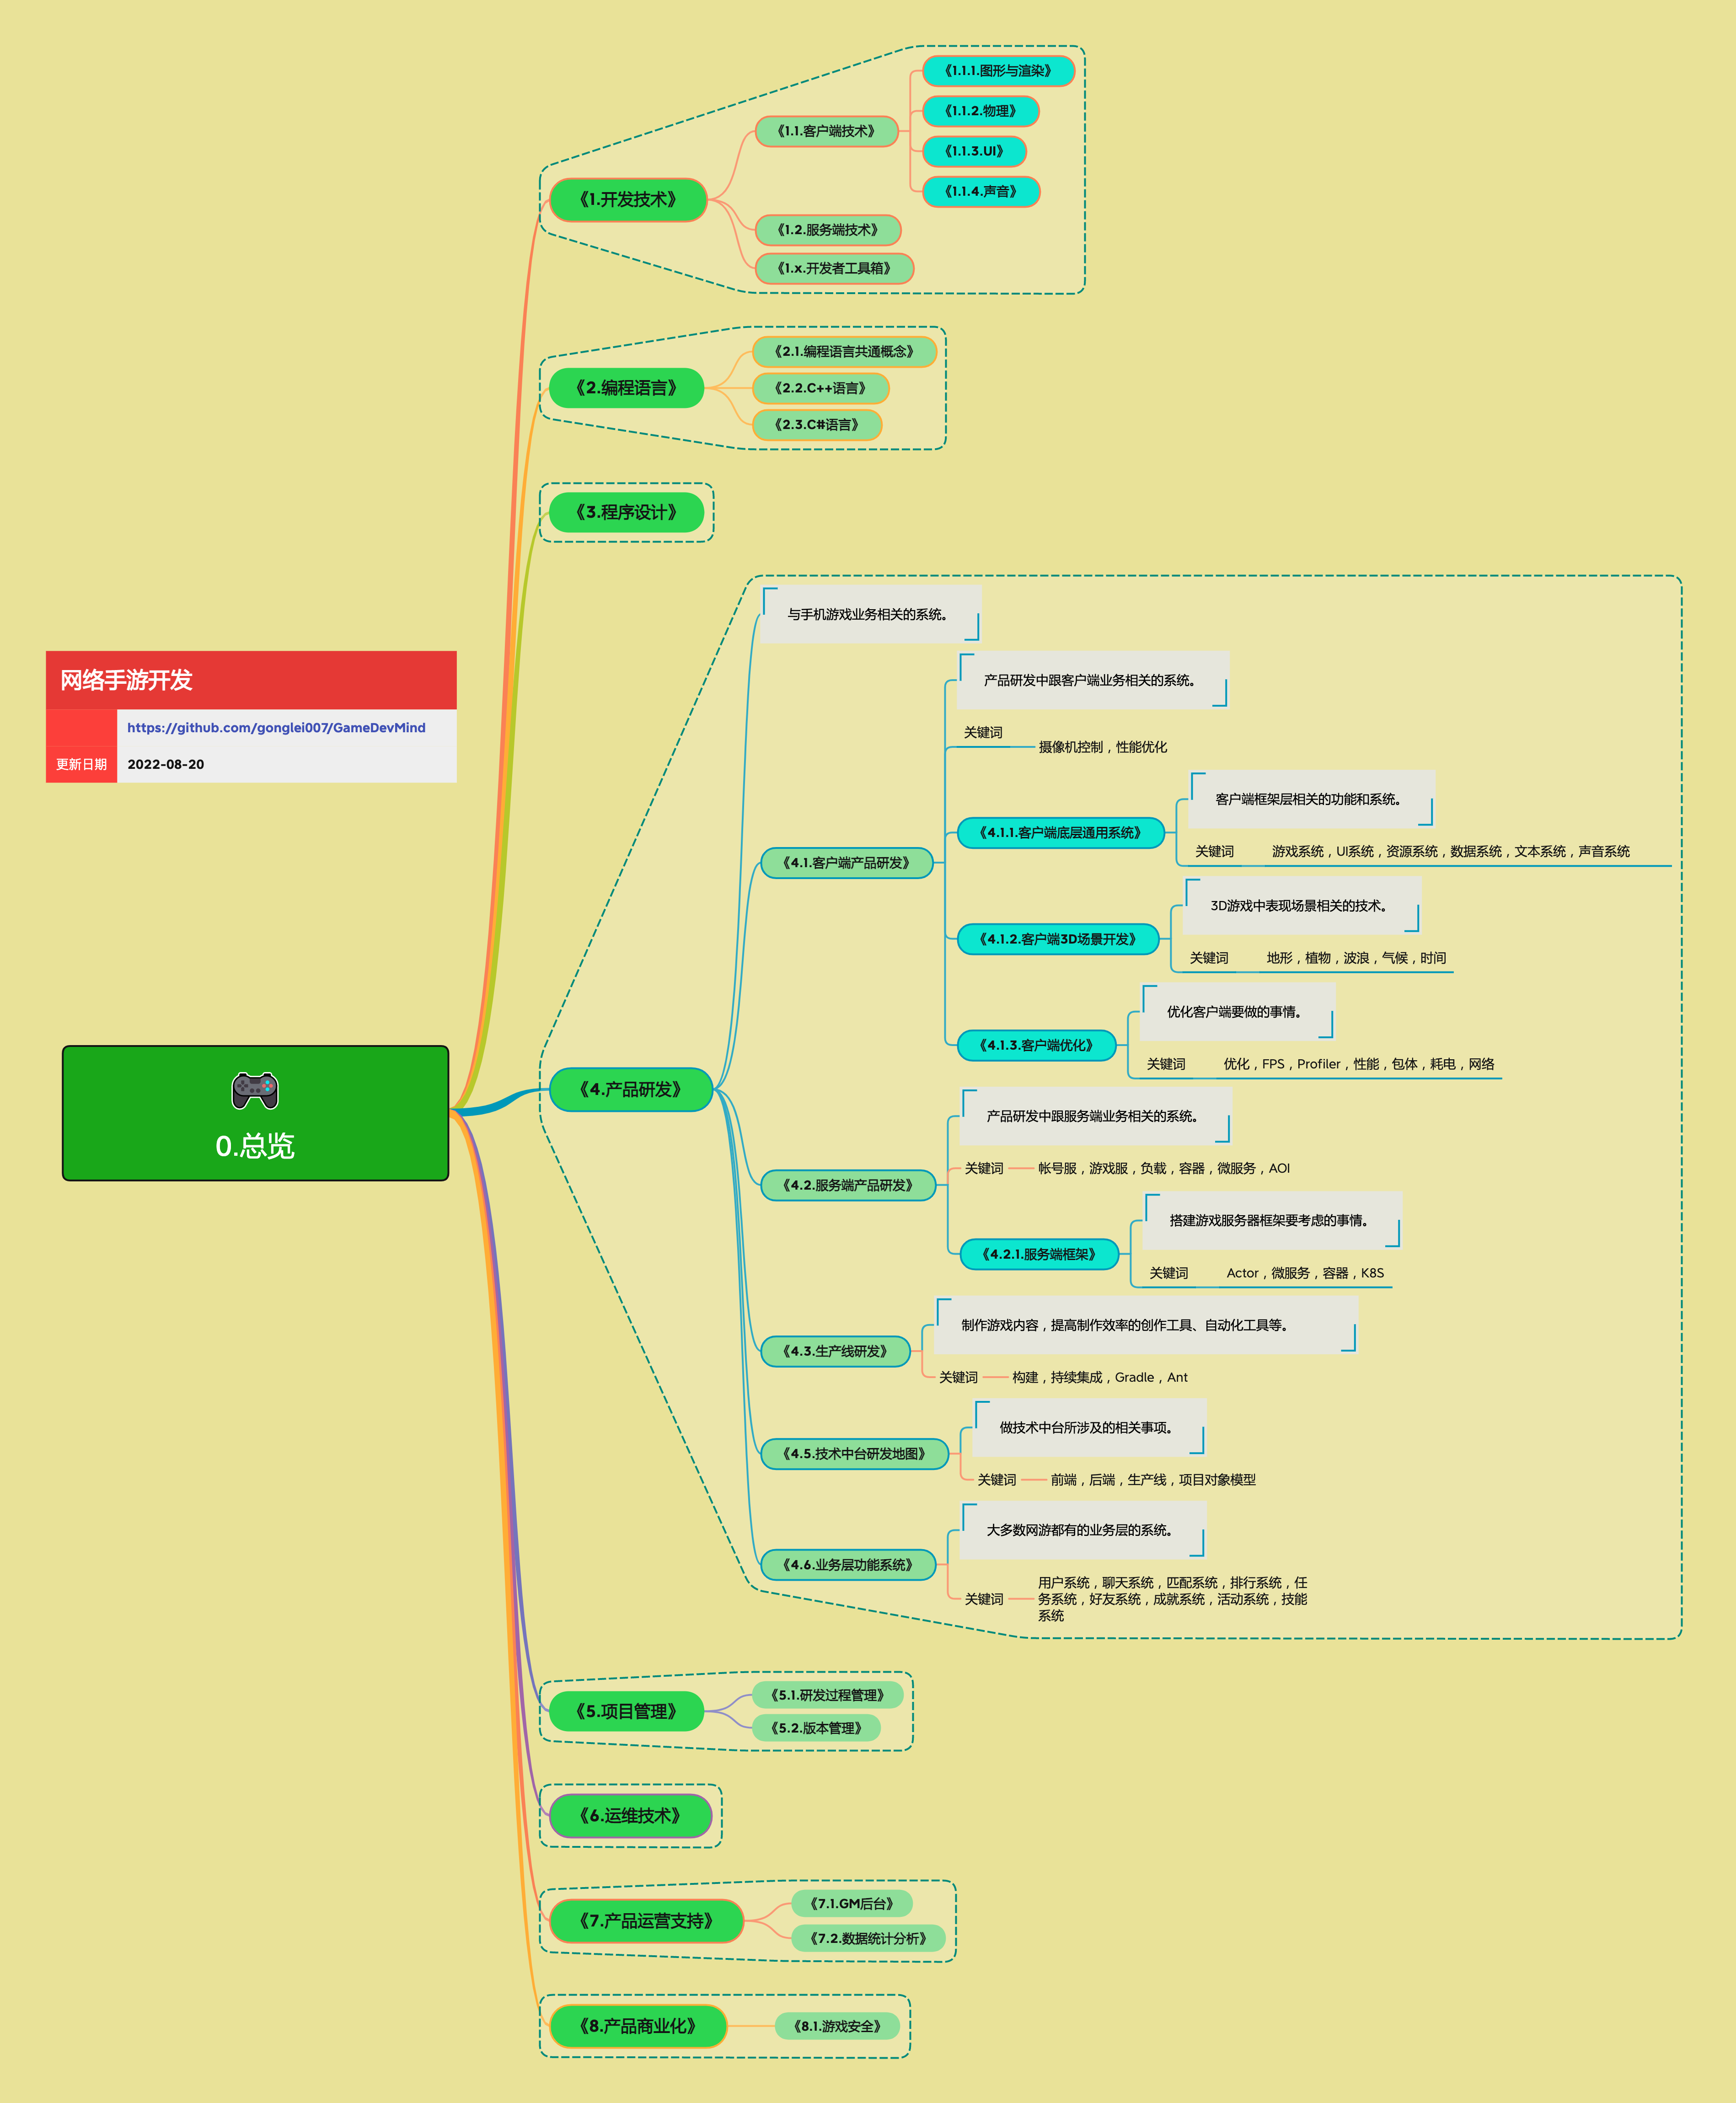 《1.开发技术》
《1.1.客户端技术》
《1.1.1.图形与渲染》
《1.1.2.物理》
《1.1.3.UI》
《1.1.4.声音》
《1.2.服务端技术》
《1.x.开发者工具箱》
《2.编程语言》
《2.1.编程语言共通概念》
《2.2.C++语言》
《2.3.C#语言》
《3.程序设计》
网络手游开发
https://github.com/gonglei007/GameDevMind
更新日期 2022-08-20
0.总览
《4.产品研发》
与手机游戏业务相关的系统。
《4.1.客户端产品研发》
产品研发中跟客户端业务相关的系统。
关键词
摄像机控制，性能优化
《4.1.1.客户端底层通用系统》
客户端框架层相关的功能和系统。
关键词 游戏系统，UI系统，资源系统，数据系统，文本系统，声音系统
《4.1.2.客户端3D场景开发》
3D游戏中表现场景相关的技术。
关键词 地形，植物，波浪，气候，时间
《4.1.3.客户端优化》
优化客户端要做的事情。
关键词 优化，FPS，Profiler，性能，包体，耗电，网络
《4.2.服务端产品研发》
产品研发中跟服务端业务相关的系统。
关键词 帐号服，游戏服，负载，容器，微服务，AOI
《4.2.1.服务端框架》
搭建游戏服务器框架要考虑的事情。
关键词 Actor，微服务，容器，K8S
《4.3.生产线研发》
制作游戏内容，提高制作效率的创作工具、自动化工具等。
关键词 构建，持续集成，Gradle，Ant
《4.5.技术中台研发地图》
做技术中台所涉及的相关事项。
关键词 前端，后端，生产线，项目对象模型
《4.6.业务层功能系统》
大多数网游都有的业务层的系统。
关键词
用户系统，聊天系统，匹配系统，排行系统，任
务系统，好友系统，成就系统，活动系统，技能
系统
《5.项目管理》
《5.1.研发过程管理》
《5.2.版本管理》
《6.运维技术》
《7.产品运营支持》
《7.1.GM后台》
《7.2.数据统计分析》
《8.产品商业化》
《8.1.游戏安全》